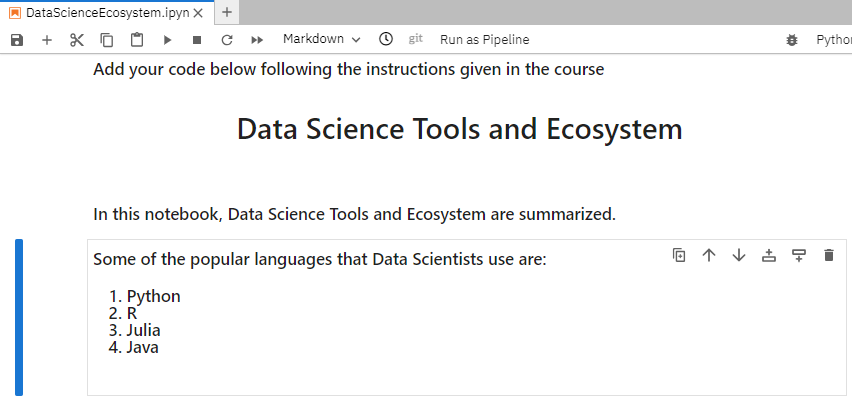 DataScienceEcosystem.ipyn
Markdown git Run as Pipeline
Add your code below following the instructions given in the course
Data Science Tools and Ecosystem
In this notebook, Data Science Tools and Ecosystem are summarized.
Some of the popular languages that Data Scientists use are:
1. Python
2. R
3. Julia
4. Java